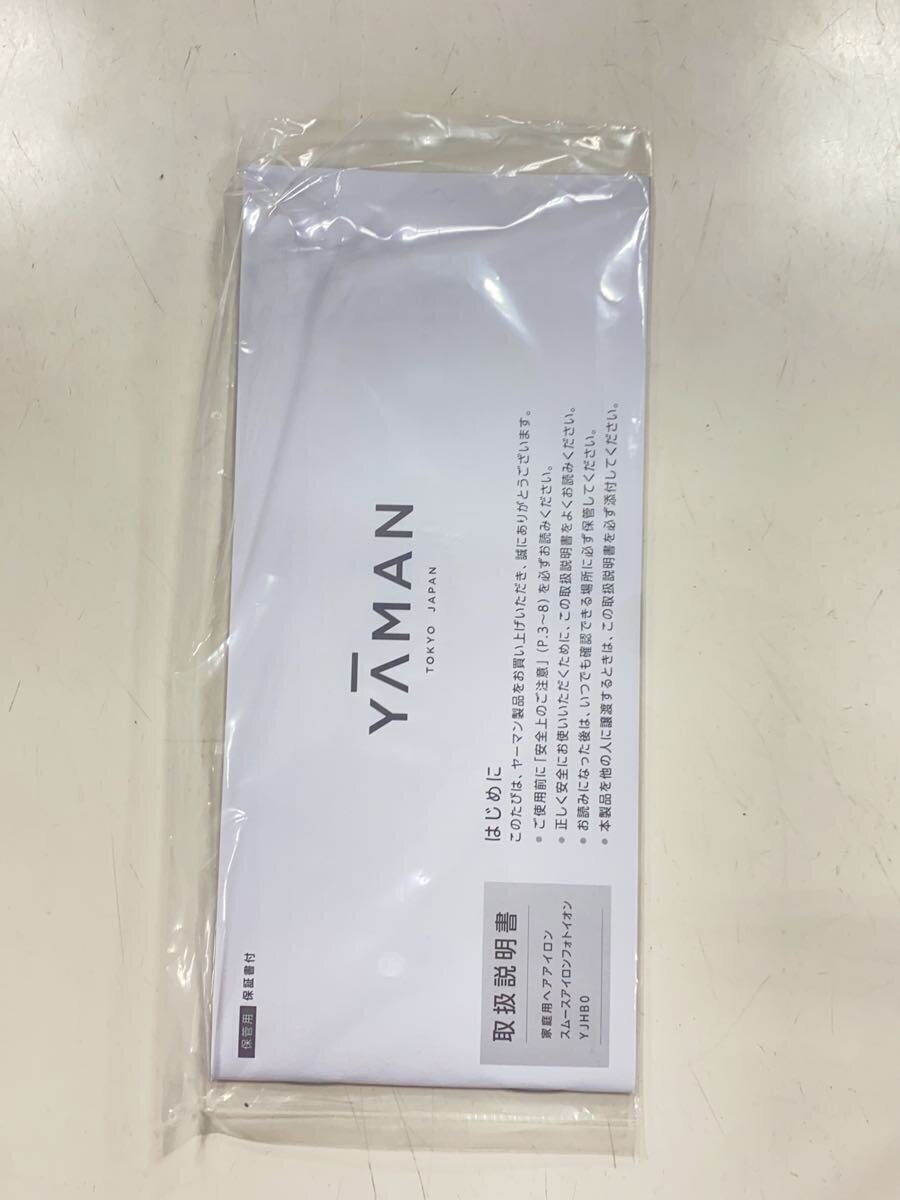 保管用 保証書付
YĀMAN
TOKYO JAPAN
取扱説明書
家庭用ヘアアイロン
スムースアイロンフォトイオン
YJHB0
はじめに
このたびは、ヤーマン製品をお買い上げいただき、誠にありがとうございます。
● ご使用前に「安全上のご注意」(P.3〜8)を必ずお読みください。
● 正しく安全にお使いいただくために、この取扱説明書をよくお読みください。
● お読みになった後は、いつでも確認できる場所に必ず保管してください。
● 本製品を他の人に譲渡するときは、この取扱説明書を必ず添付してください。